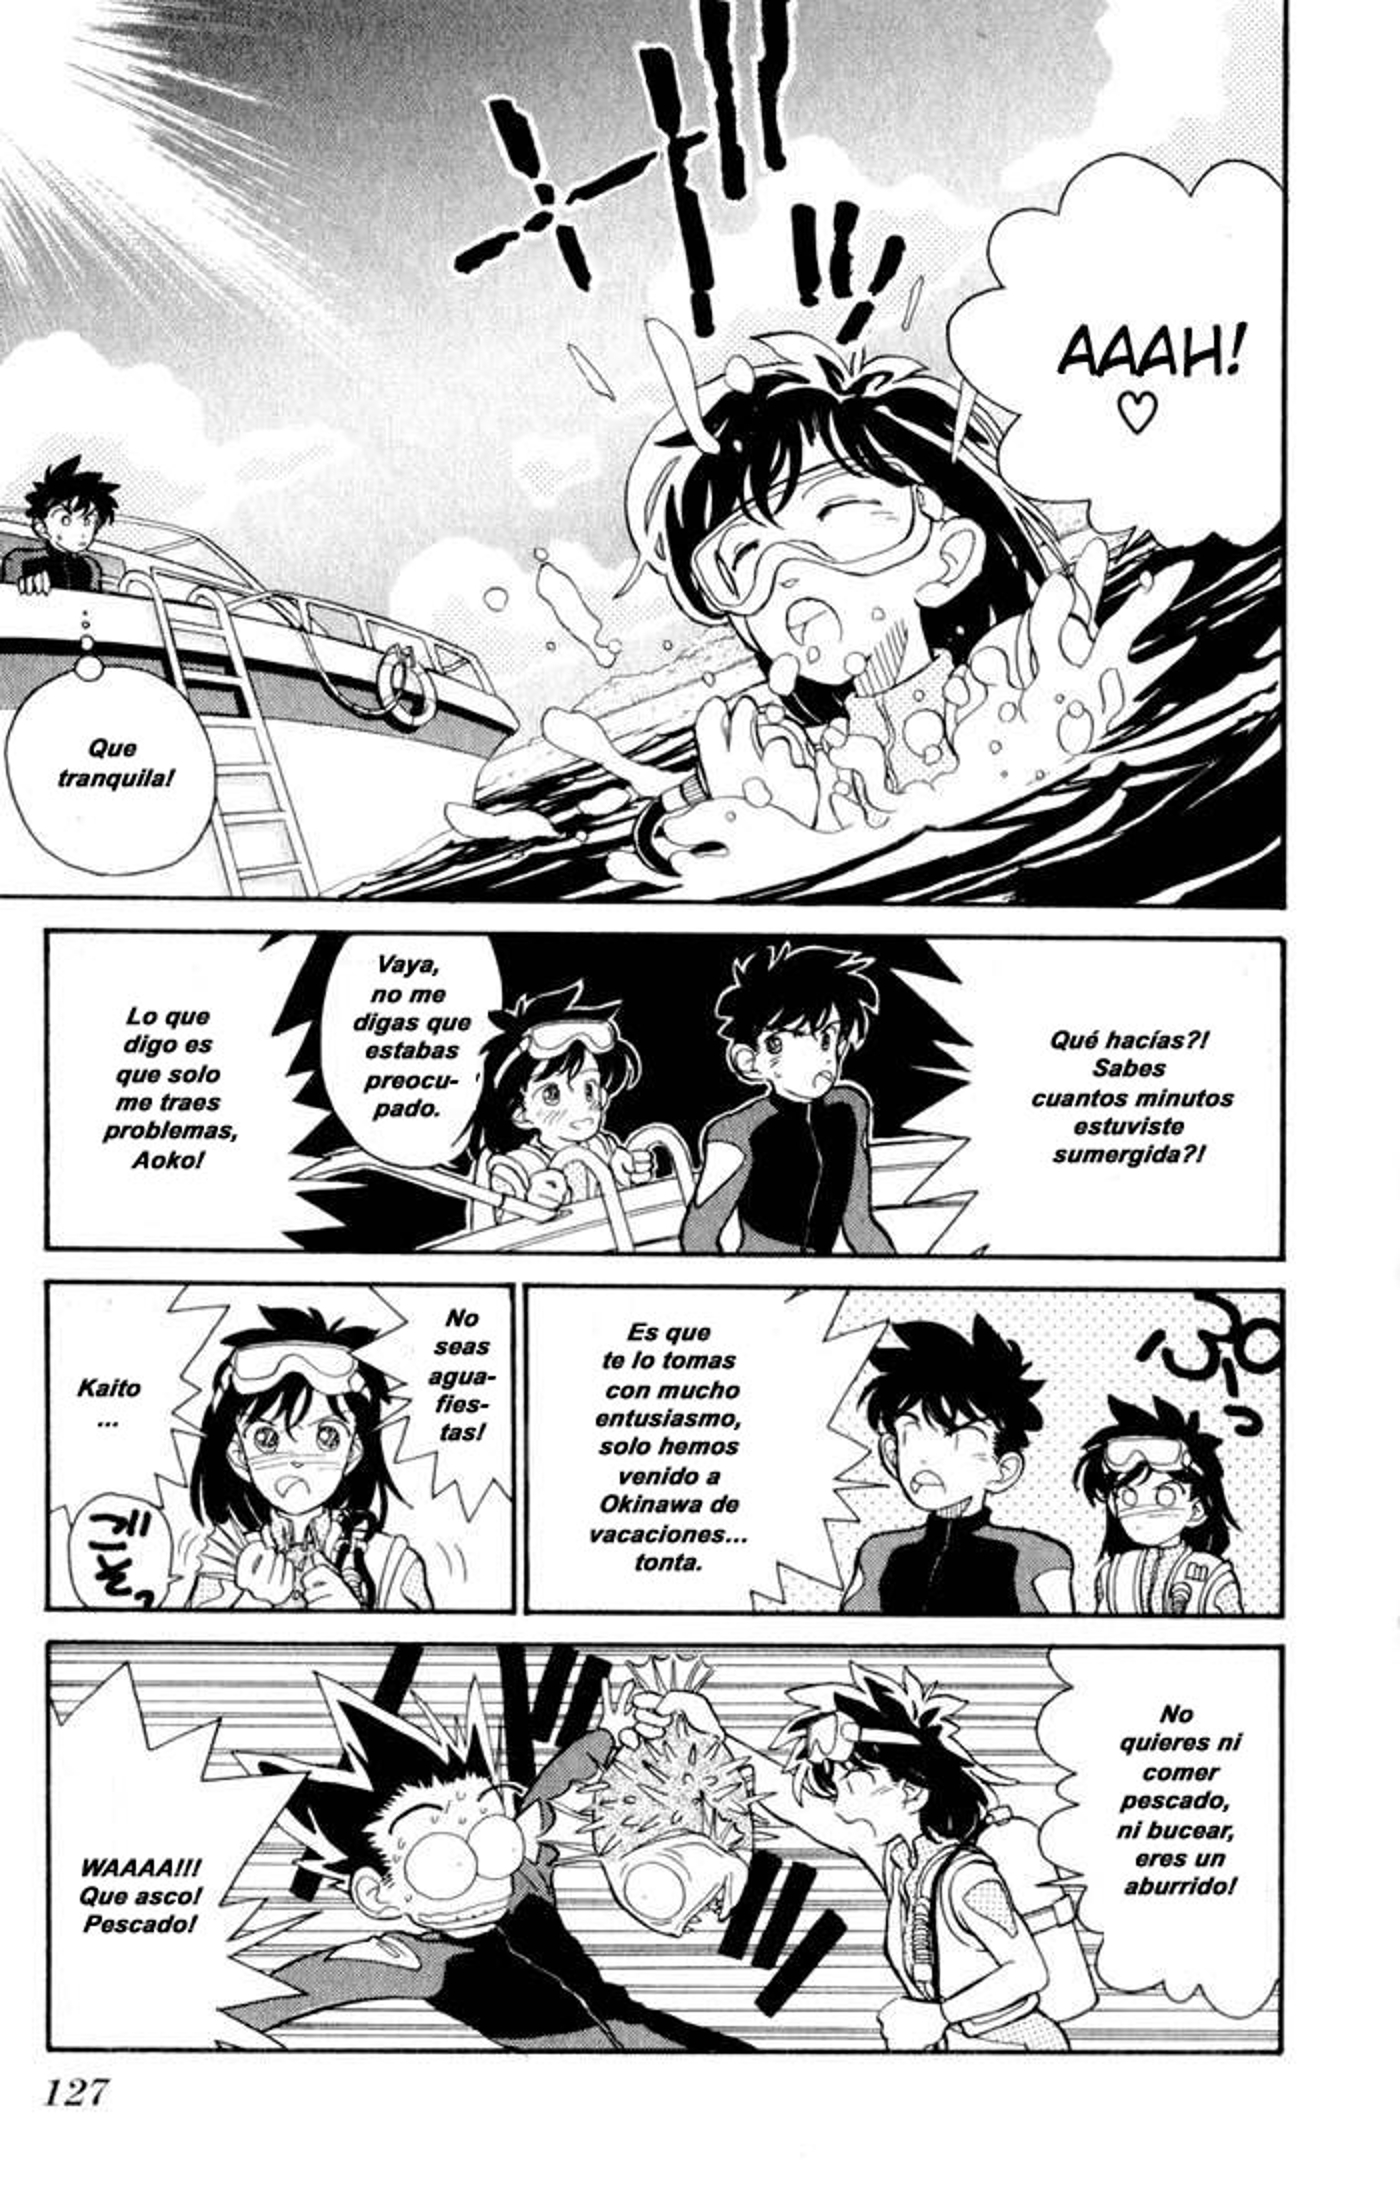 ザバッ
AAAH!
♡
Que
tranquila!
Qué hacías?!
Sabes
cuantos minutos
estuviste
sumergida?!
Vaya,
no me
digas que
estabas
preocu-
pado.
Lo que
digo es
que solo
me traes
problemas,
Aoko!
Es que
te lo tomas
con mucho
entusiasmo,
solo hemos
venido a
Okinawa de
vacaciones...
tonta.
No
seas
agua-
fies-
tas!
Kaito
...
No
quieres ni
comer
pescado,
ni bucear,
eres un
aburrido!
WAAAA!!!
Que asco!
Pescado!
127